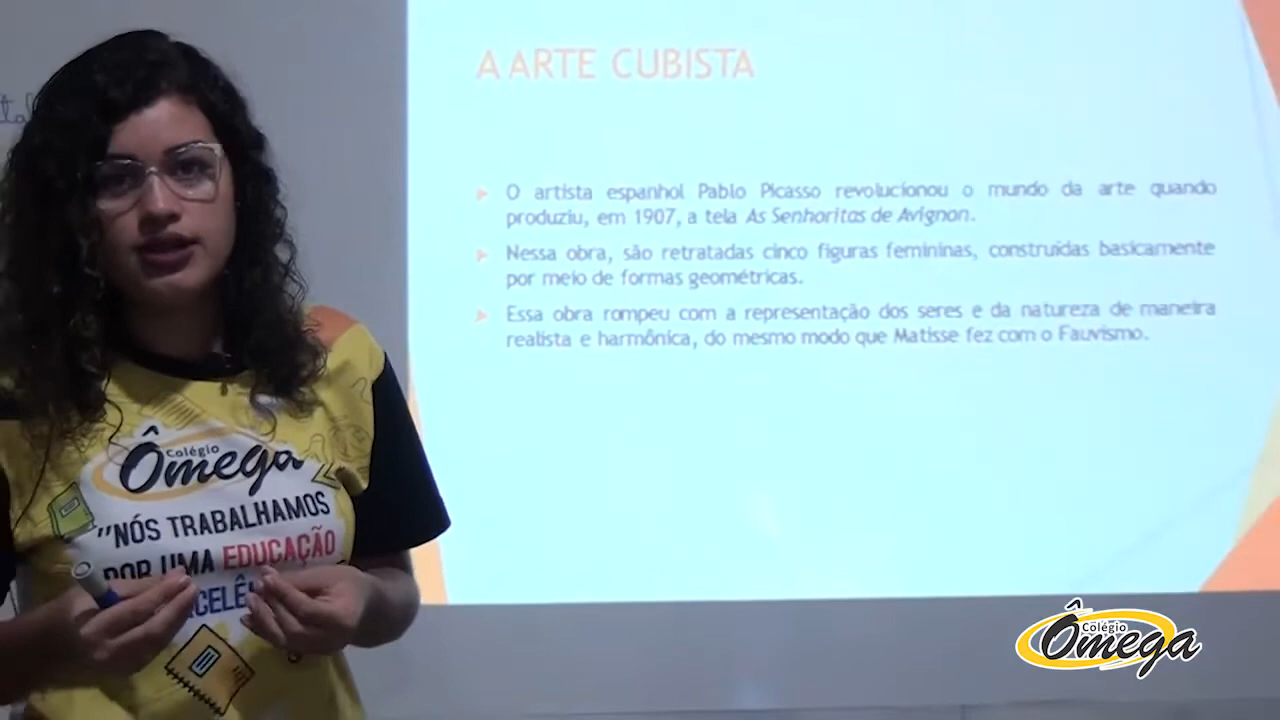 A ARTE CUBISTA
O artista espanhol Pablo Picasso revolucionou o mundo da arte quando
produziu, em 1907, a tela As Senhoritas de Avignon.
Nessa obra, são retratadas cinco figuras femininas, construídas basicamente
por meio de formas geométricas.
Essa obra rompeu com a representação dos seres e da natureza de maneira
realista e harmônica, do mesmo modo que Matisse fez com o Fauvismo.
Colégio
Ômega
"NÓS TRABALHAMOS
POR UMA EDUCAÇÃO
Colégio
Ômega